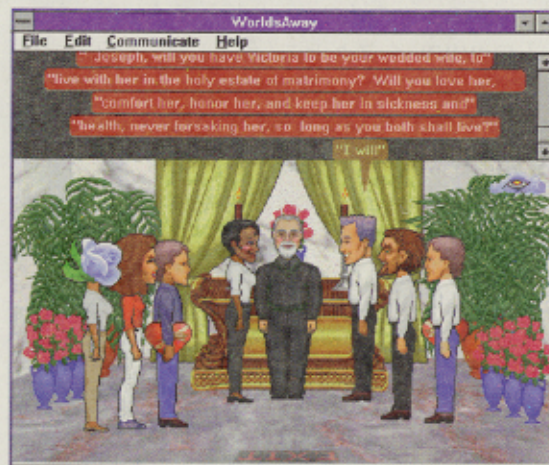 WorldsAway
File Edit Communicate Help
"Joseph, will you have Victoria to be your wedded wife, to"
"live with her in the holy estate of matrimony? Will you love her,
"comfort her, honor her, and keep her in sickness and"
"health, never forsaking her, so long as you both shall live?"
"I will"